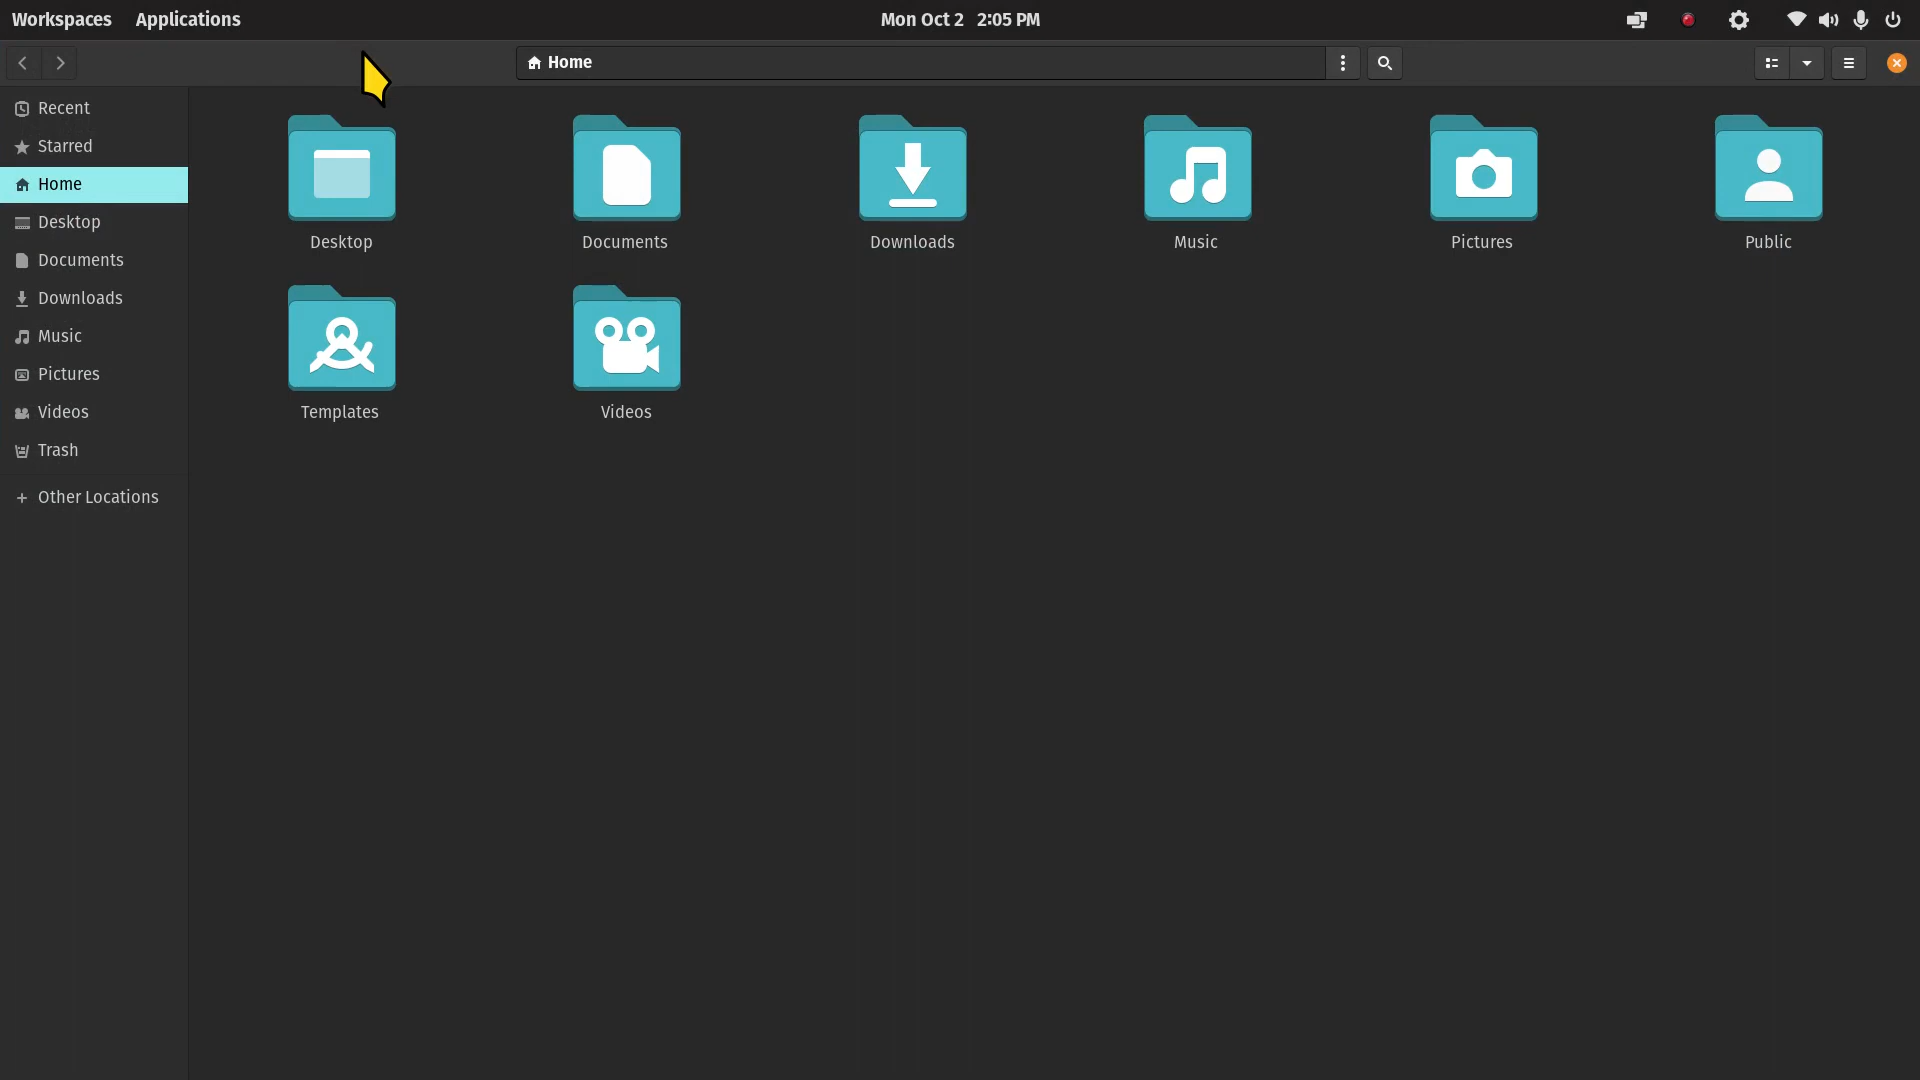 Workspaces Applications Mon Oct 2 2:05 PM
Home
Recent
Starred
Home
Desktop
Documents
Downloads
Music
Pictures
Videos
Trash
Other Locations
Desktop Documents Downloads Music Pictures Public
Templates Videos